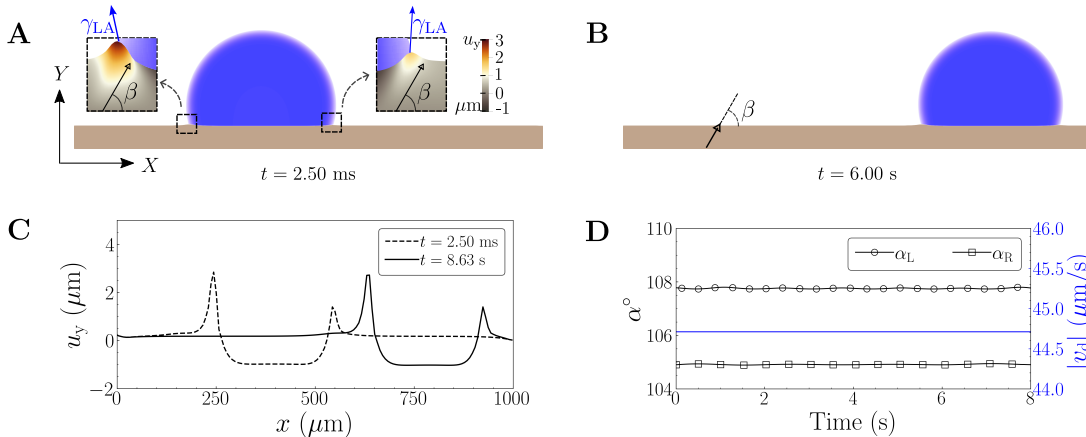 A
γLA
γLA
uy
3
2
1
0
-1
μm
β
β
Y
X
t = 2.50 ms
B
β
t = 6.00 s
C
t = 2.50 ms
t = 8.63 s
4
2
0
−2
uy (μm)
0
250
500
750
1000
x (μm)
D
αL
αR
110
108
106
104
α°
46.0
45.5
45.0
44.5
44.0
|vd| (μm/s)
0
2
4
6
8
Time (s)